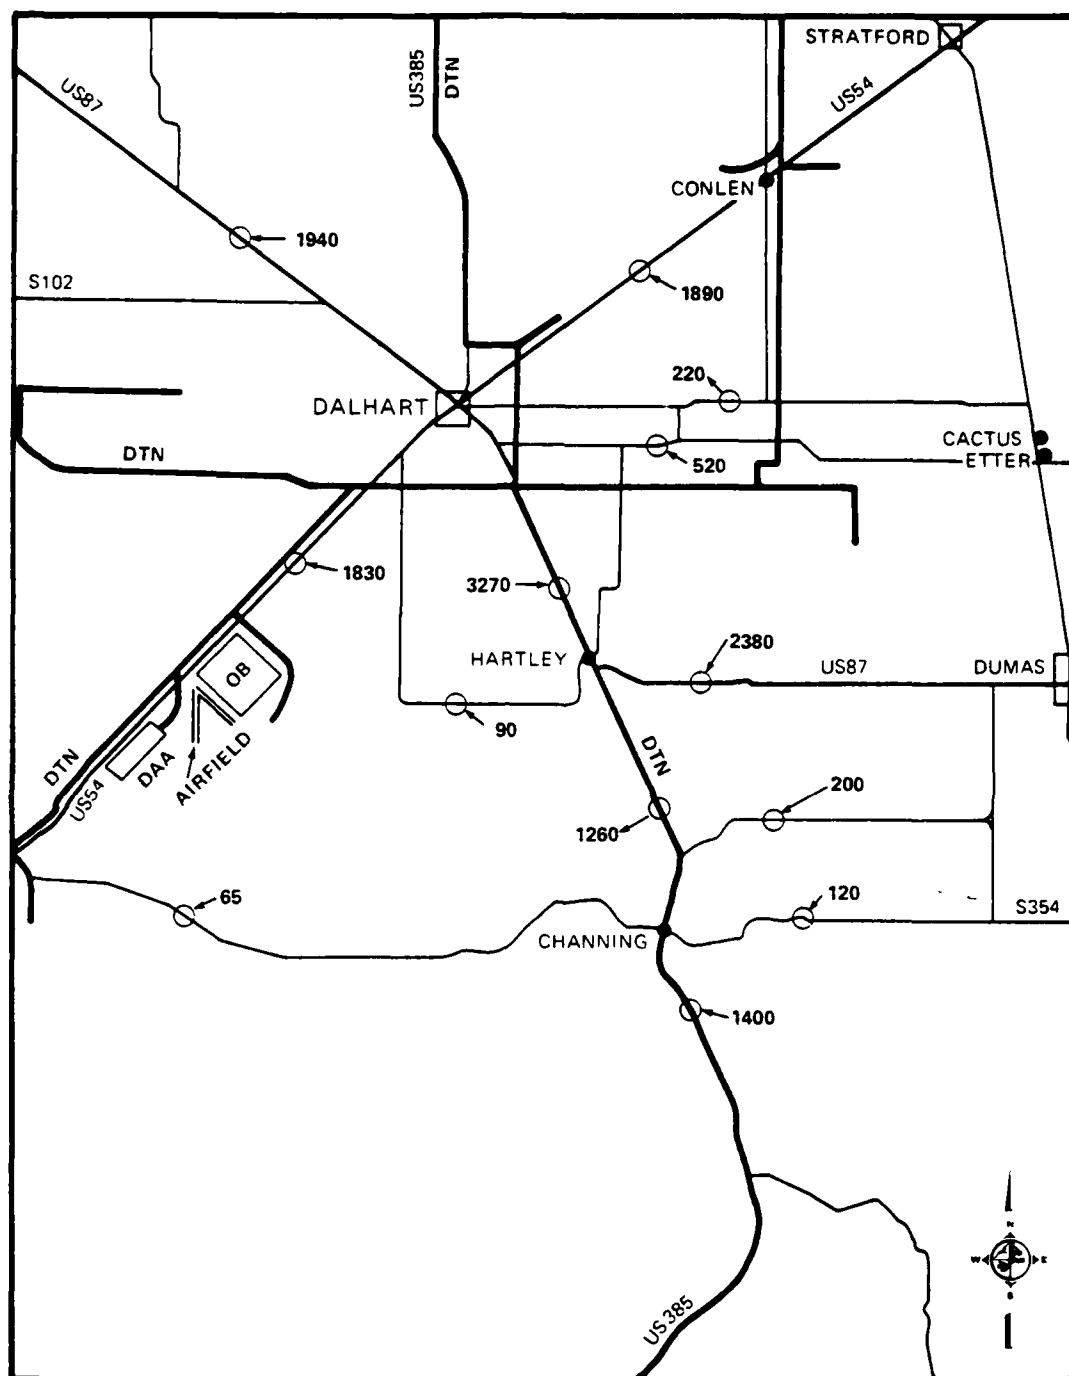 STRATFORD
US385
DTN
US87
US54
CONLEN
1940
S102
1890
220
DALHART
CACTUS
ETTER
DTN
520
1830
3270
2380
HARTLEY
US87
DUMAS
OB
90
DTN
DTN
DAA
AIRFIELD
US54
200
1260
65
120
S354
CHANNING
1400
N
W
E
S
US385